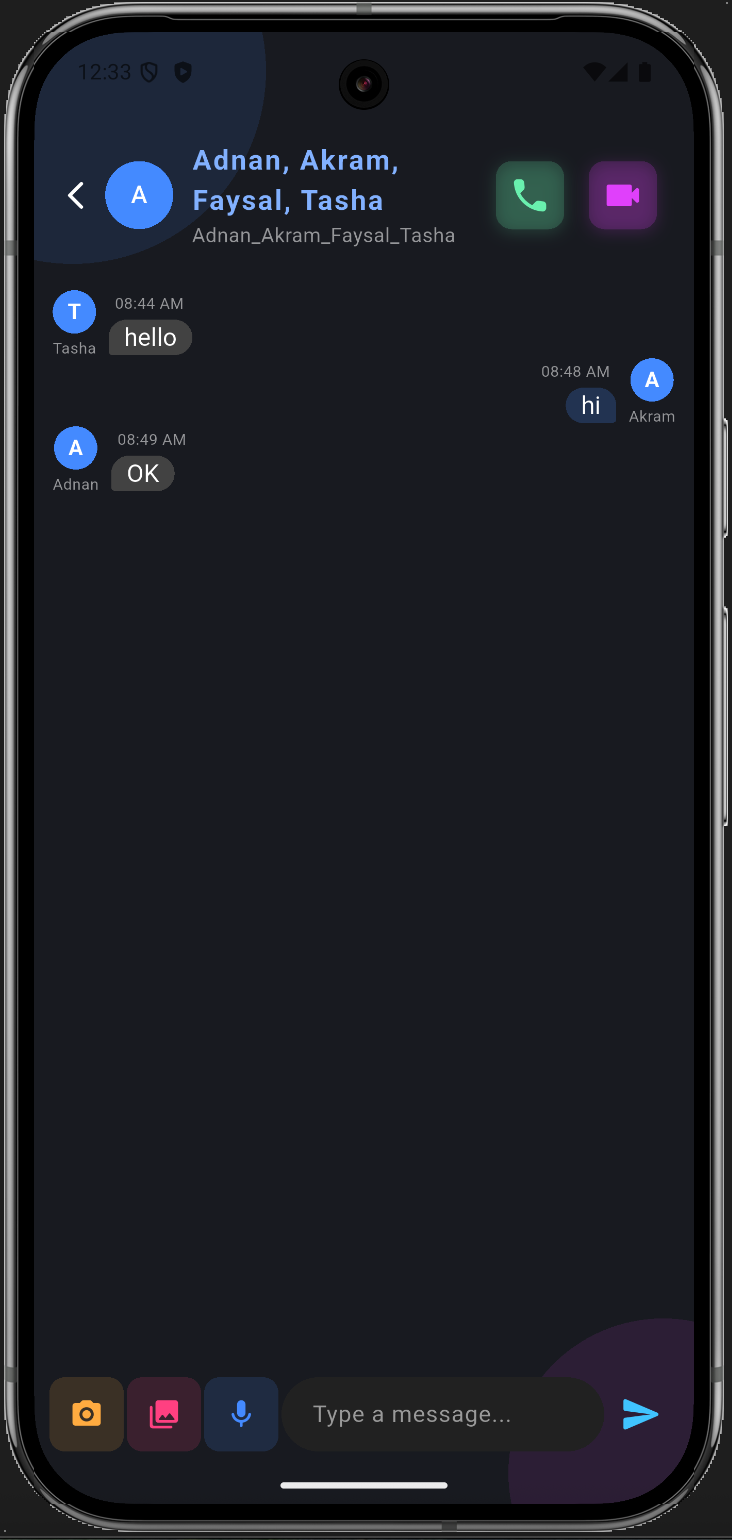 12:33
A
Adnan, Akram,
Faysal, Tasha
Adnan_Akram_Faysal_Tasha
T
08:44 AM
hello
Tasha
08:48 AM
A
hi
Akram
A
08:49 AM
OK
Adnan
Type a message...